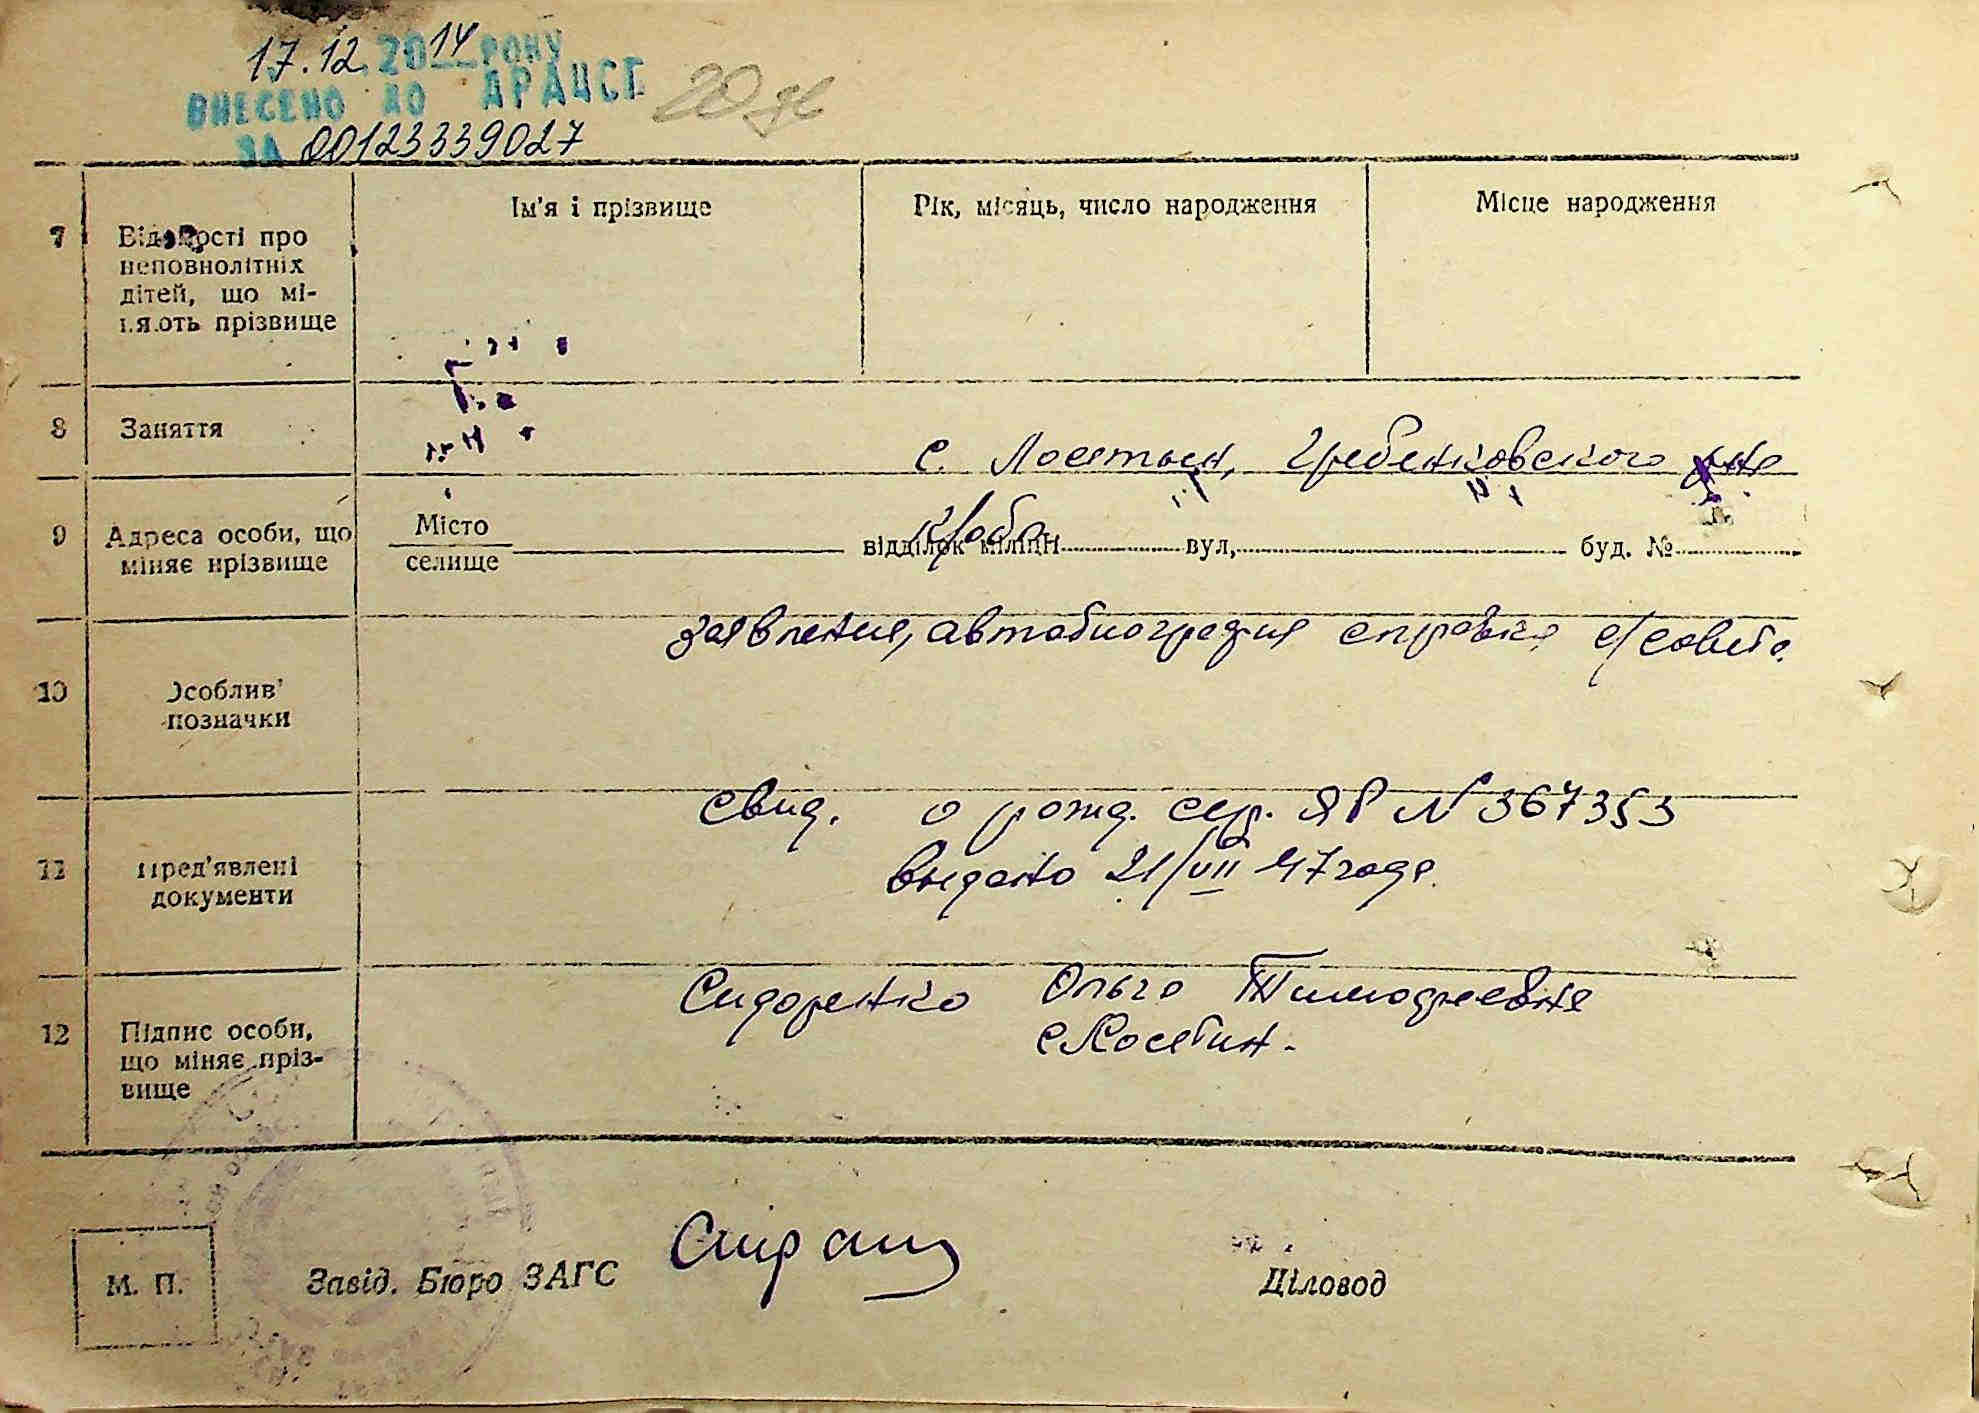 17.12.2014 РОКУ
ВНЕСЕНО ДО ДРАЦСГ
ЗА 00123339027
20
Ім'я і прізвище
Рік, місяць, число народження
Місце народження
7
Відомості про
неповнолітніх
дітей, що мі-
няють прізвище
8
Заняття
с. Лосятын, Гребенковского р-на
9
Адреса особи, що
міняє прізвище
Місто
селище
к/обл.
відділок міліції
вул.
буд. №
заявление, автобиография справка с/совета.
10
Особливі
позначки
свид. о рожд. сер. ЯР N 367353
11
Пред'явлені
документи
выдано 21/VII 47 года.
Сидоренко Ольга Тимофеевна
12
Підпис особи,
що міняє пріз-
вище
с Лосятин.
М. П.
Завід. Бюро ЗАГС
Діловод